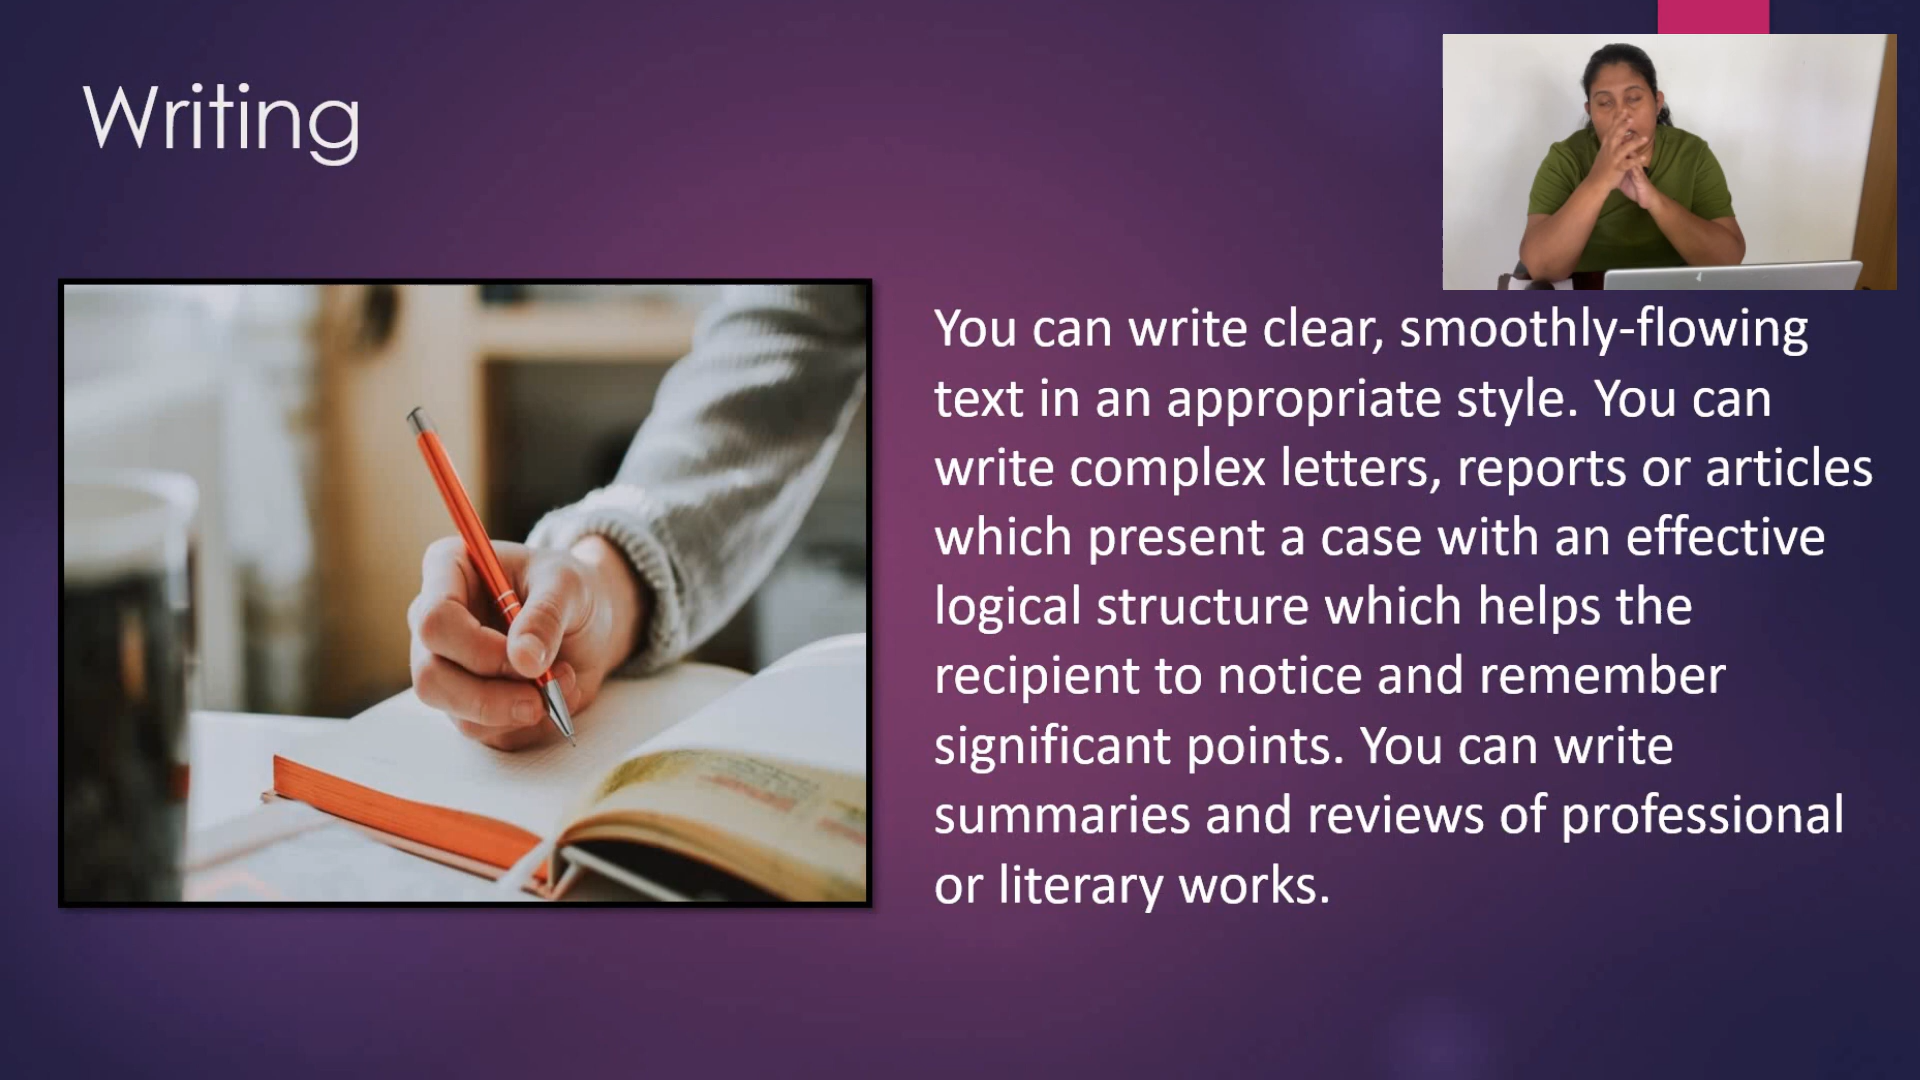 Writing
You can write clear, smoothly-flowing
text in an appropriate style. You can
write complex letters, reports or articles
which present a case with an effective
logical structure which helps the
recipient to notice and remember
significant points. You can write
summaries and reviews of professional
or literary works.